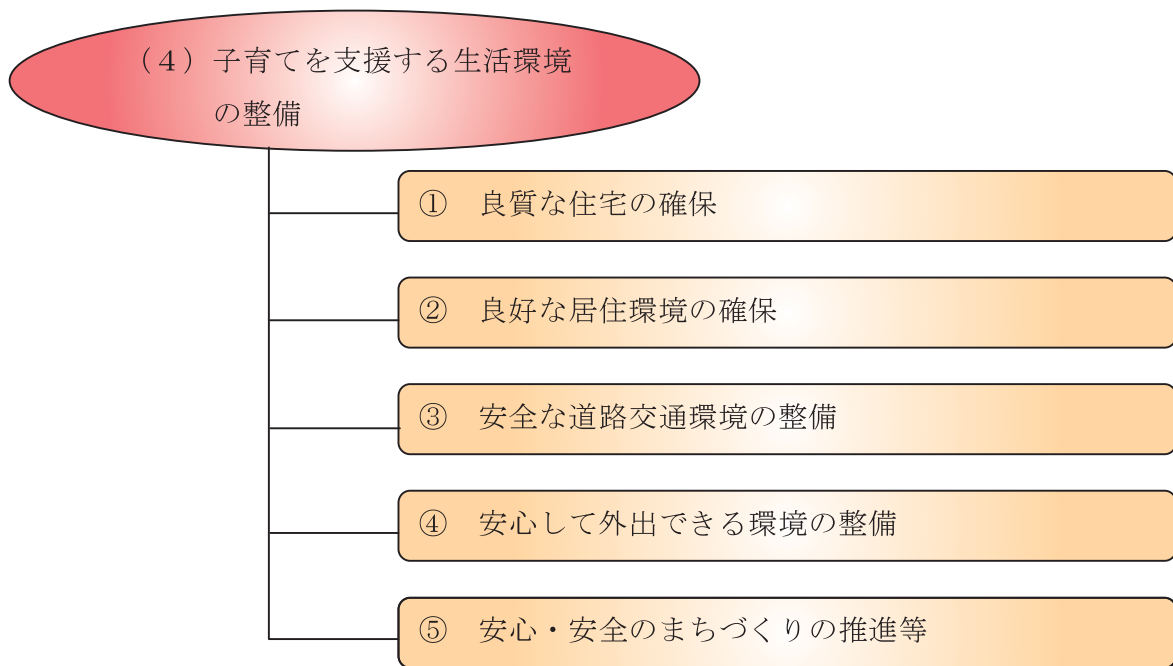 （４）子育てを支援する生活環境
の整備
①　良質な住宅の確保
②　良好な居住環境の確保
③　安全な道路交通環境の整備
④　安心して外出できる環境の整備
⑤　安心・安全のまちづくりの推進等